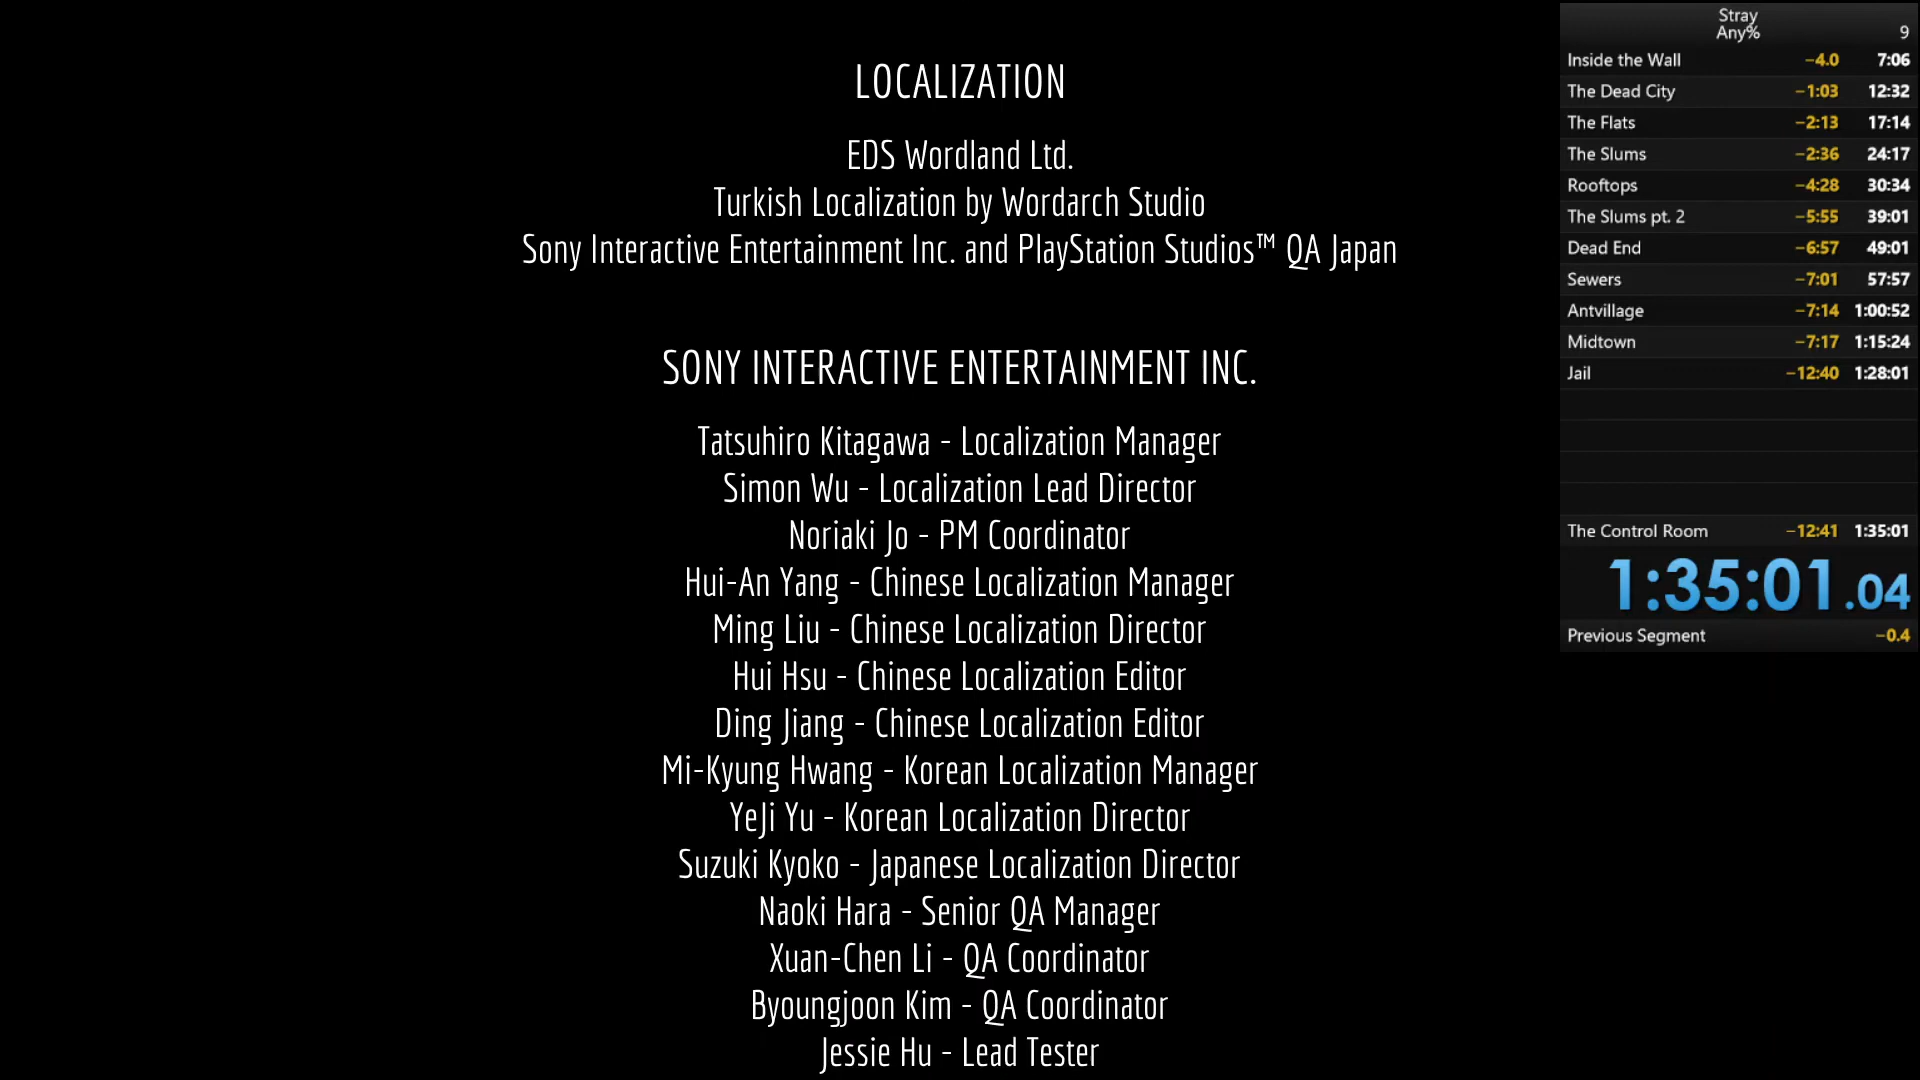 LOCALIZATION
EDS Wordland Ltd.
Turkish Localization by Wordarch Studio
Sony Interactive Entertainment Inc. and PlayStation Studios™ QA Japan
SONY INTERACTIVE ENTERTAINMENT INC.
Tatsuhiro Kitagawa - Localization Manager
Simon Wu - Localization Lead Director
Noriaki Jo - PM Coordinator
Hui-An Yang - Chinese Localization Manager
Ming Liu - Chinese Localization Director
Hui Hsu - Chinese Localization Editor
Ding Jiang - Chinese Localization Editor
Mi-Kyung Hwang - Korean Localization Manager
YeJi Yu - Korean Localization Director
Suzuki Kyoko - Japanese Localization Director
Naoki Hara - Senior QA Manager
Xuan-Chen Li - QA Coordinator
Byoungjoon Kim - QA Coordinator
Jessie Hu - Lead Tester
Stray
Any% 9
Inside the Wall −4.0 7:06
The Dead City −1:03 12:32
The Flats −2:13 17:14
The Slums −2:36 24:17
Rooftops −4:28 30:34
The Slums pt. 2 −5:55 39:01
Dead End −6:57 49:01
Sewers −7:01 57:57
Antvillage −7:14 1:00:52
Midtown −7:17 1:15:24
Jail −12:40 1:28:01
The Control Room −12:41 1:35:01
1:35:01.04
Previous Segment −0.4